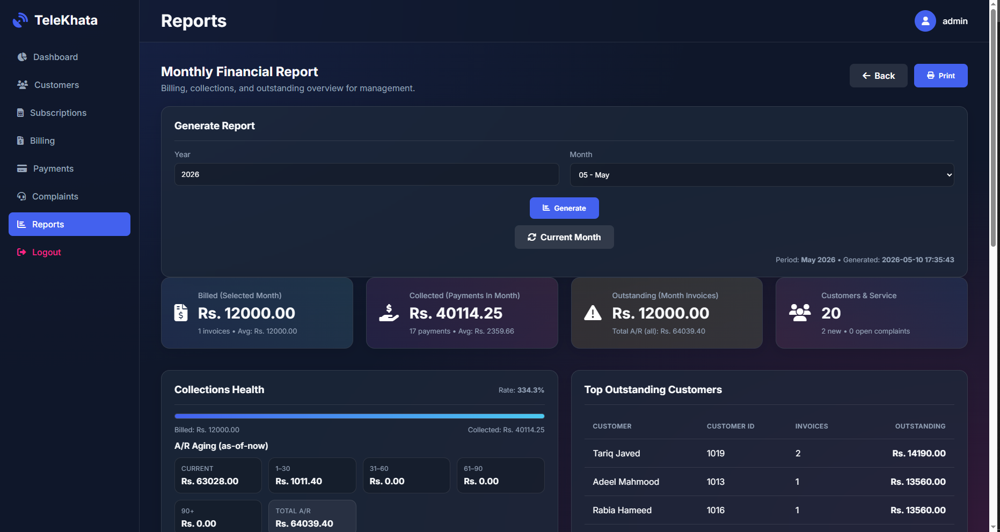 TeleKhata
Dashboard
Customers
Subscriptions
Billing
Payments
Complaints
Reports
Logout
Reports
admin
Monthly Financial Report
Billing, collections, and outstanding overview for management.
Back
Print
Generate Report
Year
Month
2026
05 - May
Generate
Current Month
Period: May 2026 • Generated: 2026-05-10 17:35:43
Billed (Selected Month)
Rs. 12000.00
1 invoices • Avg: Rs. 12000.00
Collected (Payments In Month)
Rs. 40114.25
17 payments • Avg: Rs. 2359.66
Outstanding (Month Invoices)
Rs. 12000.00
Total A/R (all): Rs. 64039.40
Customers & Service
20
2 new • 0 open complaints
Collections Health
Rate: 334.3%
Billed: Rs. 12000.00
Collected: Rs. 40114.25
A/R Aging (as-of-now)
CURRENT
Rs. 63028.00
1–30
Rs. 1011.40
31–60
Rs. 0.00
61–90
Rs. 0.00
90+
Rs. 0.00
TOTAL A/R
Rs. 64039.40
Top Outstanding Customers
CUSTOMER CUSTOMER ID INVOICES OUTSTANDING
Tariq Javed 1019 2 Rs. 14190.00
Adeel Mahmood 1013 1 Rs. 13560.00
Rabia Hameed 1016 1 Rs. 13560.00